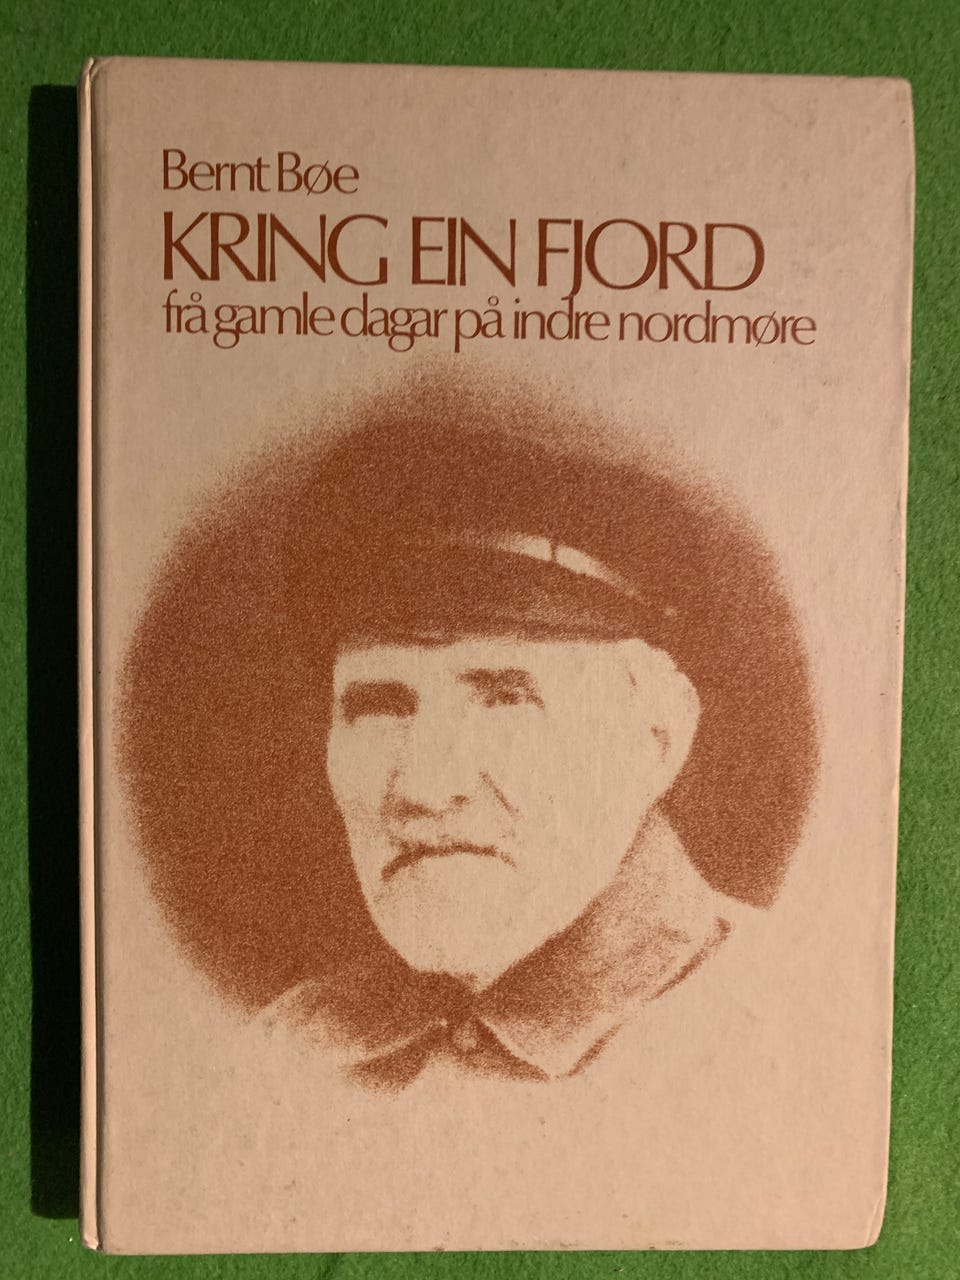 Bernt Bøe
KRING EIN FJORD
frå gamle dagar på indre nordmøre